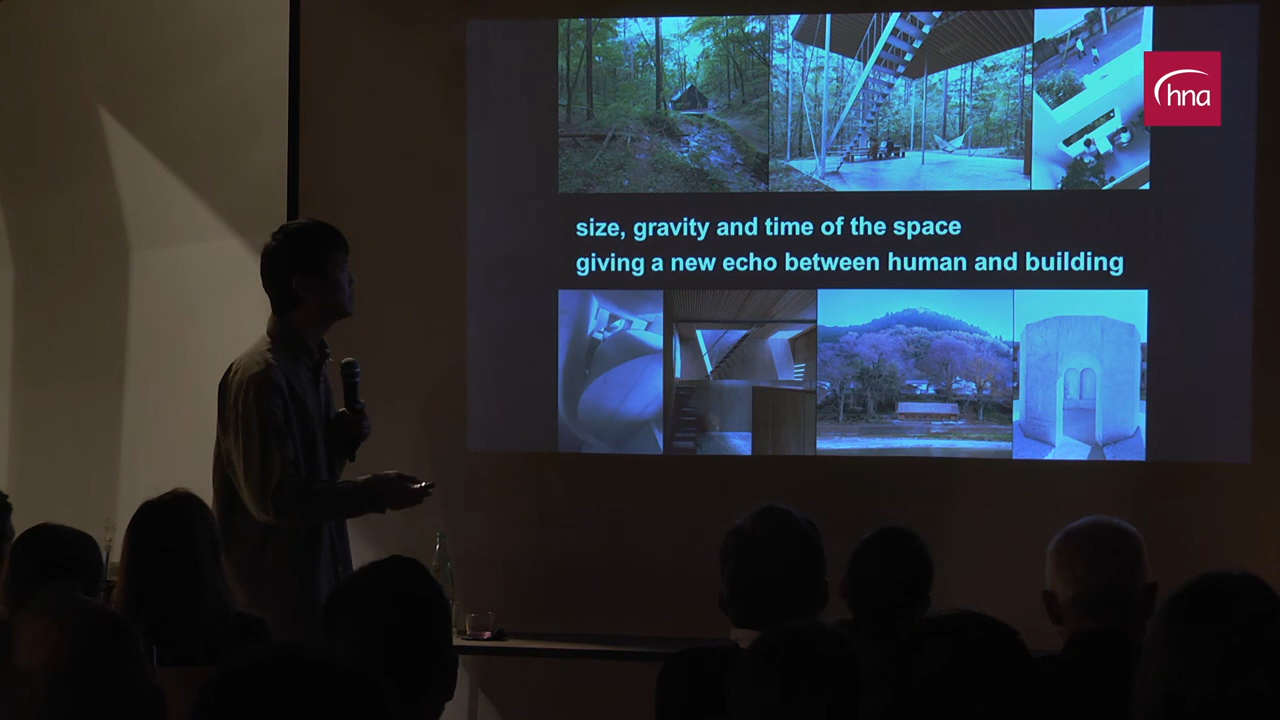 hna
size, gravity and time of the space
giving a new echo between human and building